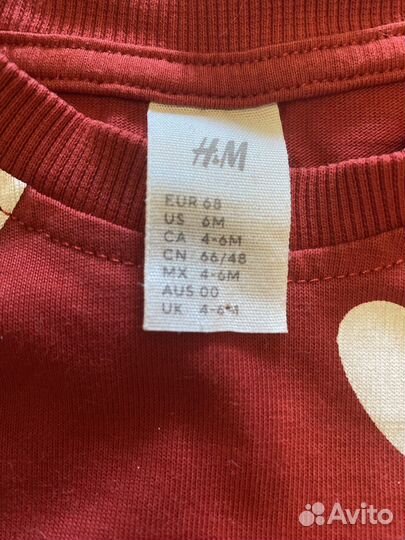 H&M
EUR 68
US 6M
CA 4-6M
CN 66/48
MX 4-6M
AUS 00
UK 4-6M
Avito